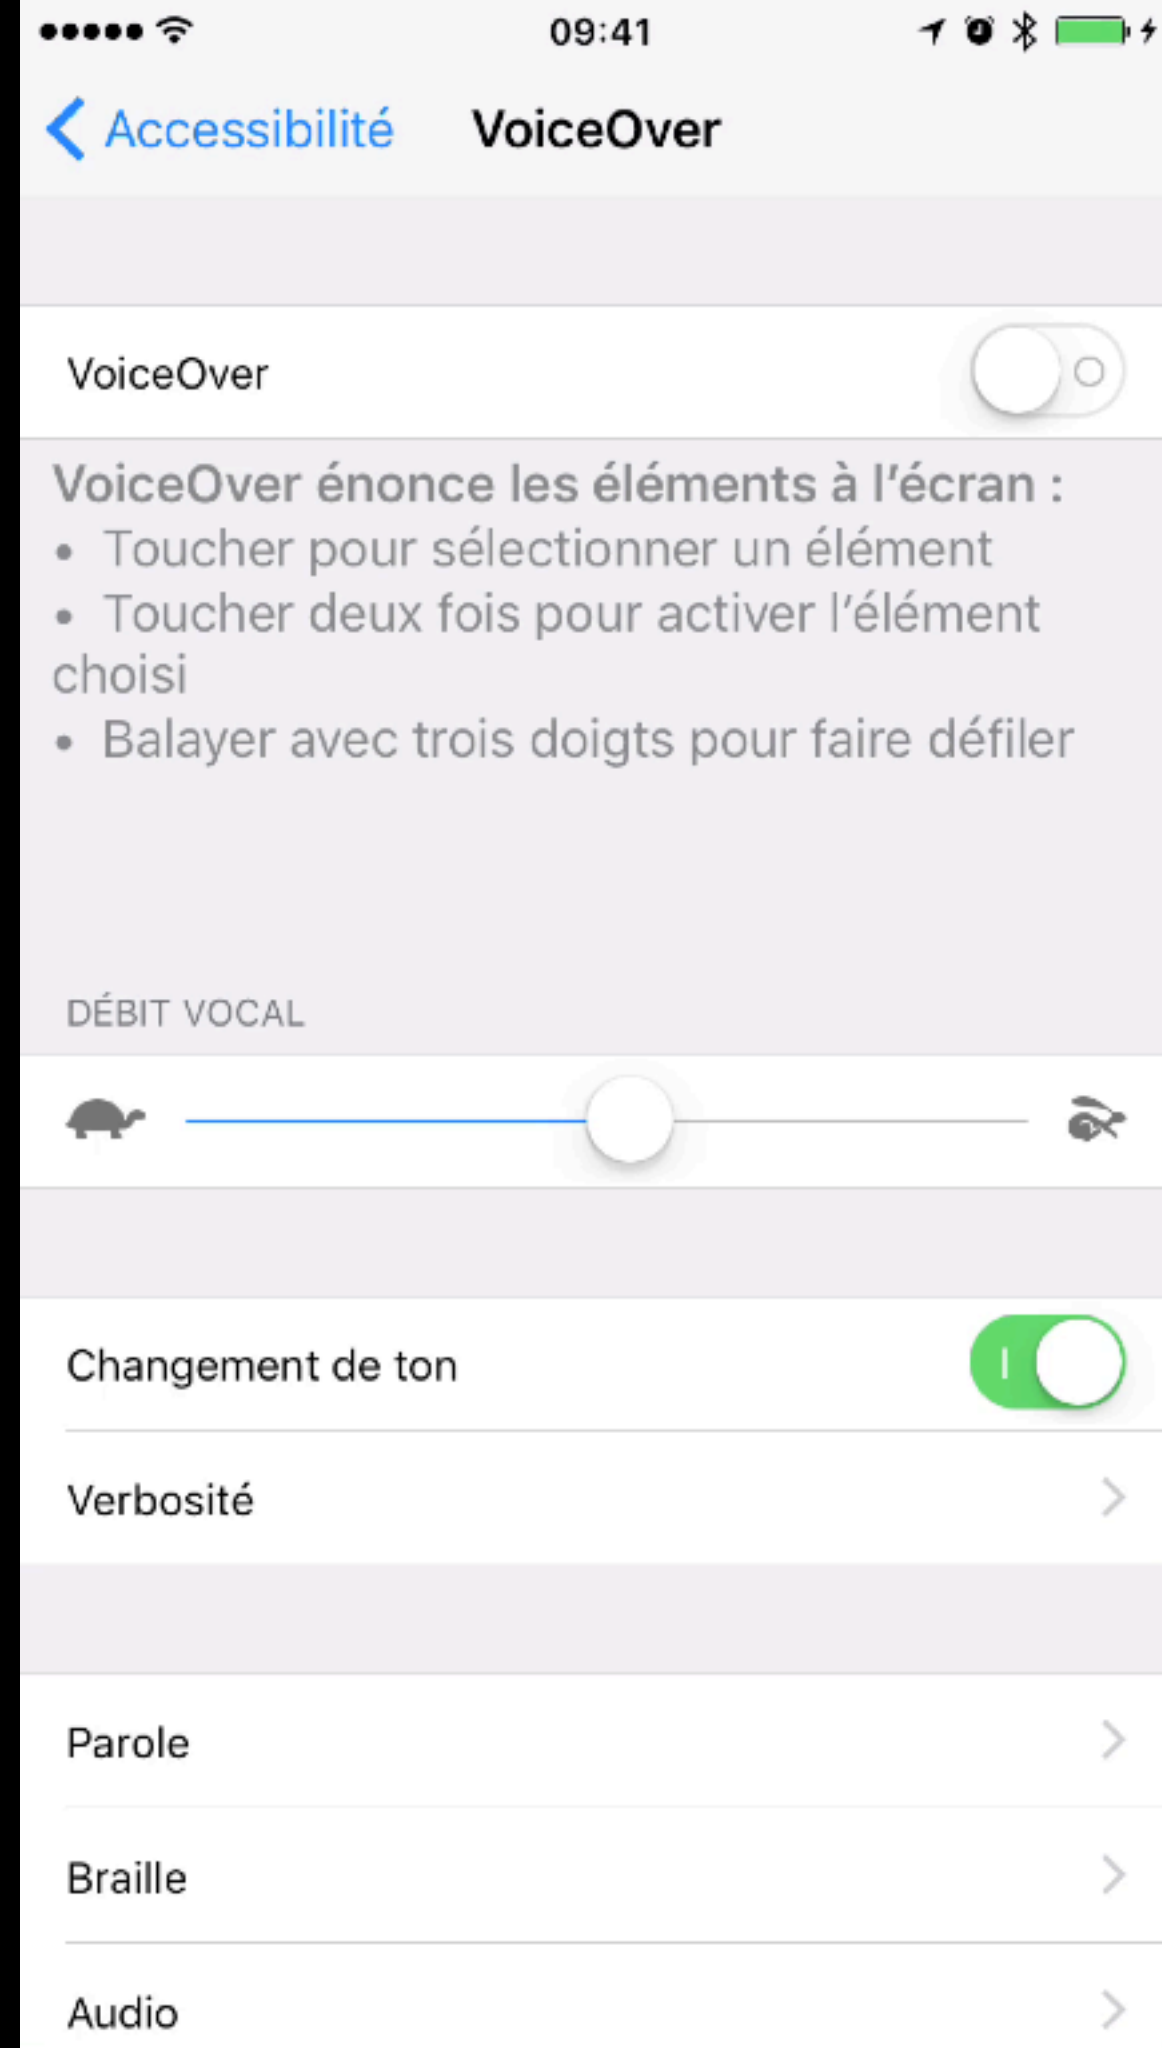 09:41
Accessibilité
VoiceOver
VoiceOver
VoiceOver énonce les éléments à l’écran :
• Toucher pour sélectionner un élément
• Toucher deux fois pour activer l’élément
choisi
• Balayer avec trois doigts pour faire défiler
DÉBIT VOCAL
Changement de ton
Verbosité
Parole
Braille
Audio